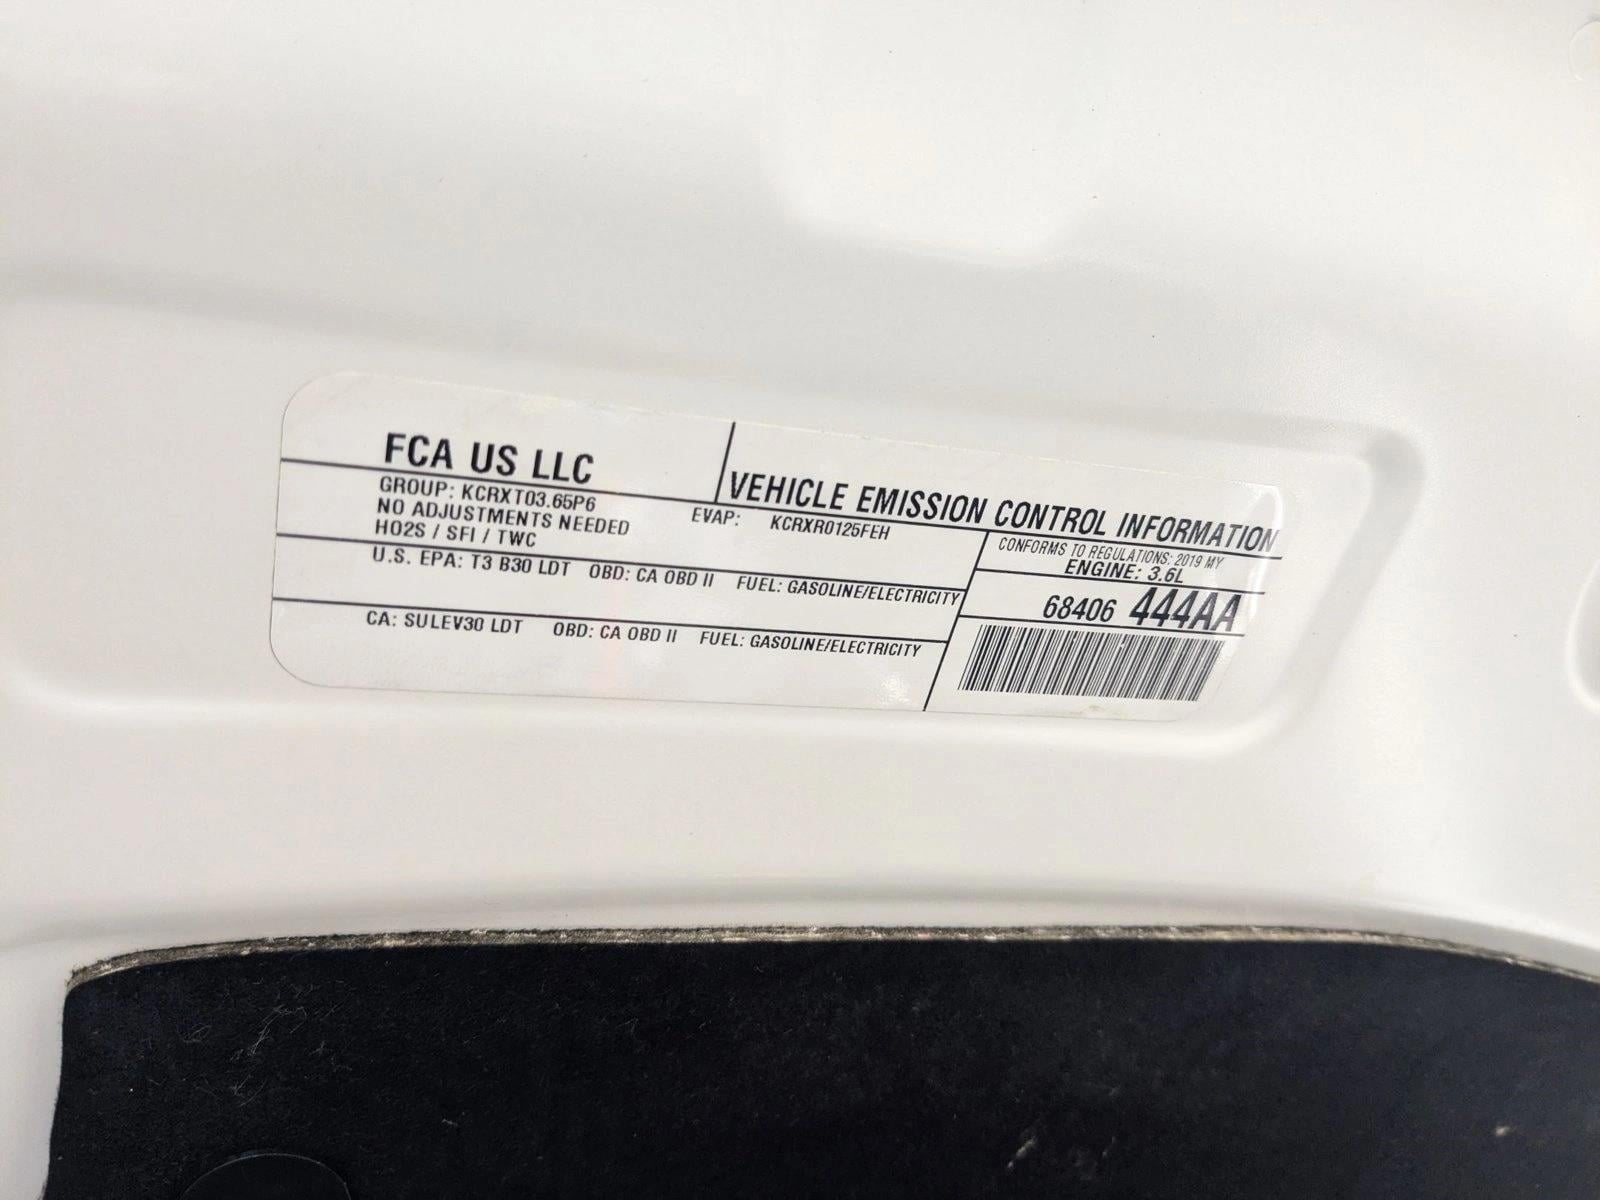 FCA US LLC
VEHICLE EMISSION CONTROL INFORMATION
GROUP: KCRXT03.65P6
EVAP: KCRXR0125FEH
NO ADJUSTMENTS NEEDED
HO2S / SFI / TWC
CONFORMS TO REGULATIONS: 2019 MY
ENGINE: 3.6L
U.S. EPA: T3 B30 LDT OBD: CA OBD II FUEL: GASOLINE/ELECTRICITY
68406 444AA
CA: SULEV30 LDT OBD: CA OBD II FUEL: GASOLINE/ELECTRICITY